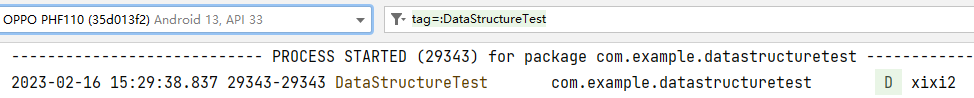 OPPO PHF110 (35d013f2) Android 13, API 33 tag=:DataStructureTest
---------------------------- PROCESS STARTED (29343) for package com.example.datastructuretest ------------
2023-02-16 15:29:38.837 29343-29343 DataStructureTest com.example.datastructuretest D xixi2